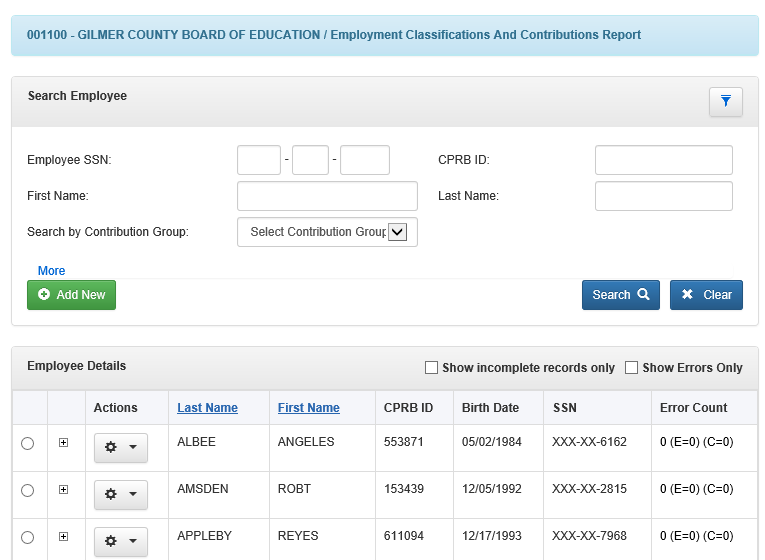 001100 - GILMER COUNTY BOARD OF EDUCATION / Employment Classifications And Contributions Report
Search Employee
Employee SSN: - - CPRB ID:
First Name: Last Name:
Search by Contribution Group: Select Contribution Group
More
Add New Search Clear
Employee Details Show incomplete records only Show Errors Only
Actions Last Name First Name CPRB ID Birth Date SSN Error Count
ALBEE ANGELES 553871 05/02/1984 XXX-XX-6162 0 (E=0) (C=0)
AMSDEN ROBT 153439 12/05/1992 XXX-XX-2815 0 (E=0) (C=0)
APPLEBY REYES 611094 12/17/1993 XXX-XX-7968 0 (E=0) (C=0)